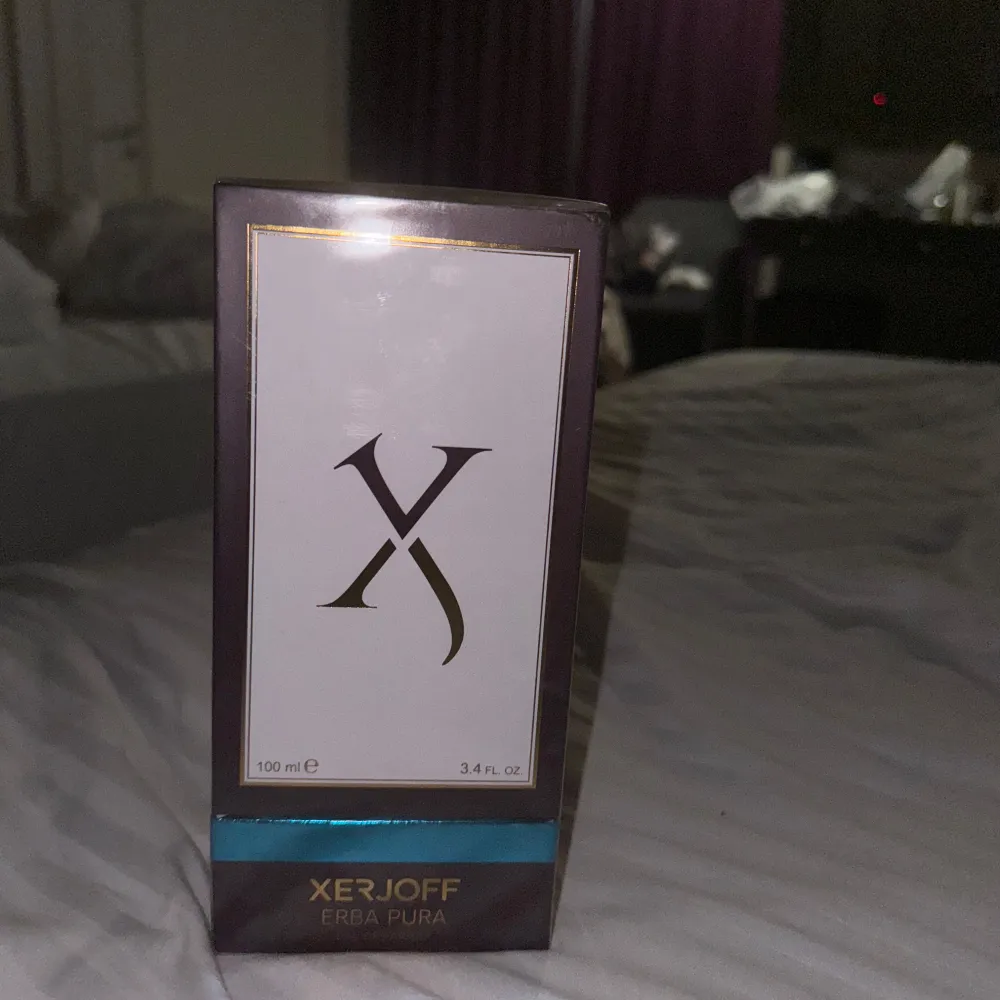 X
100 ml ℮
3.4 FL. OZ.
XERJOFF
ERBA PURA